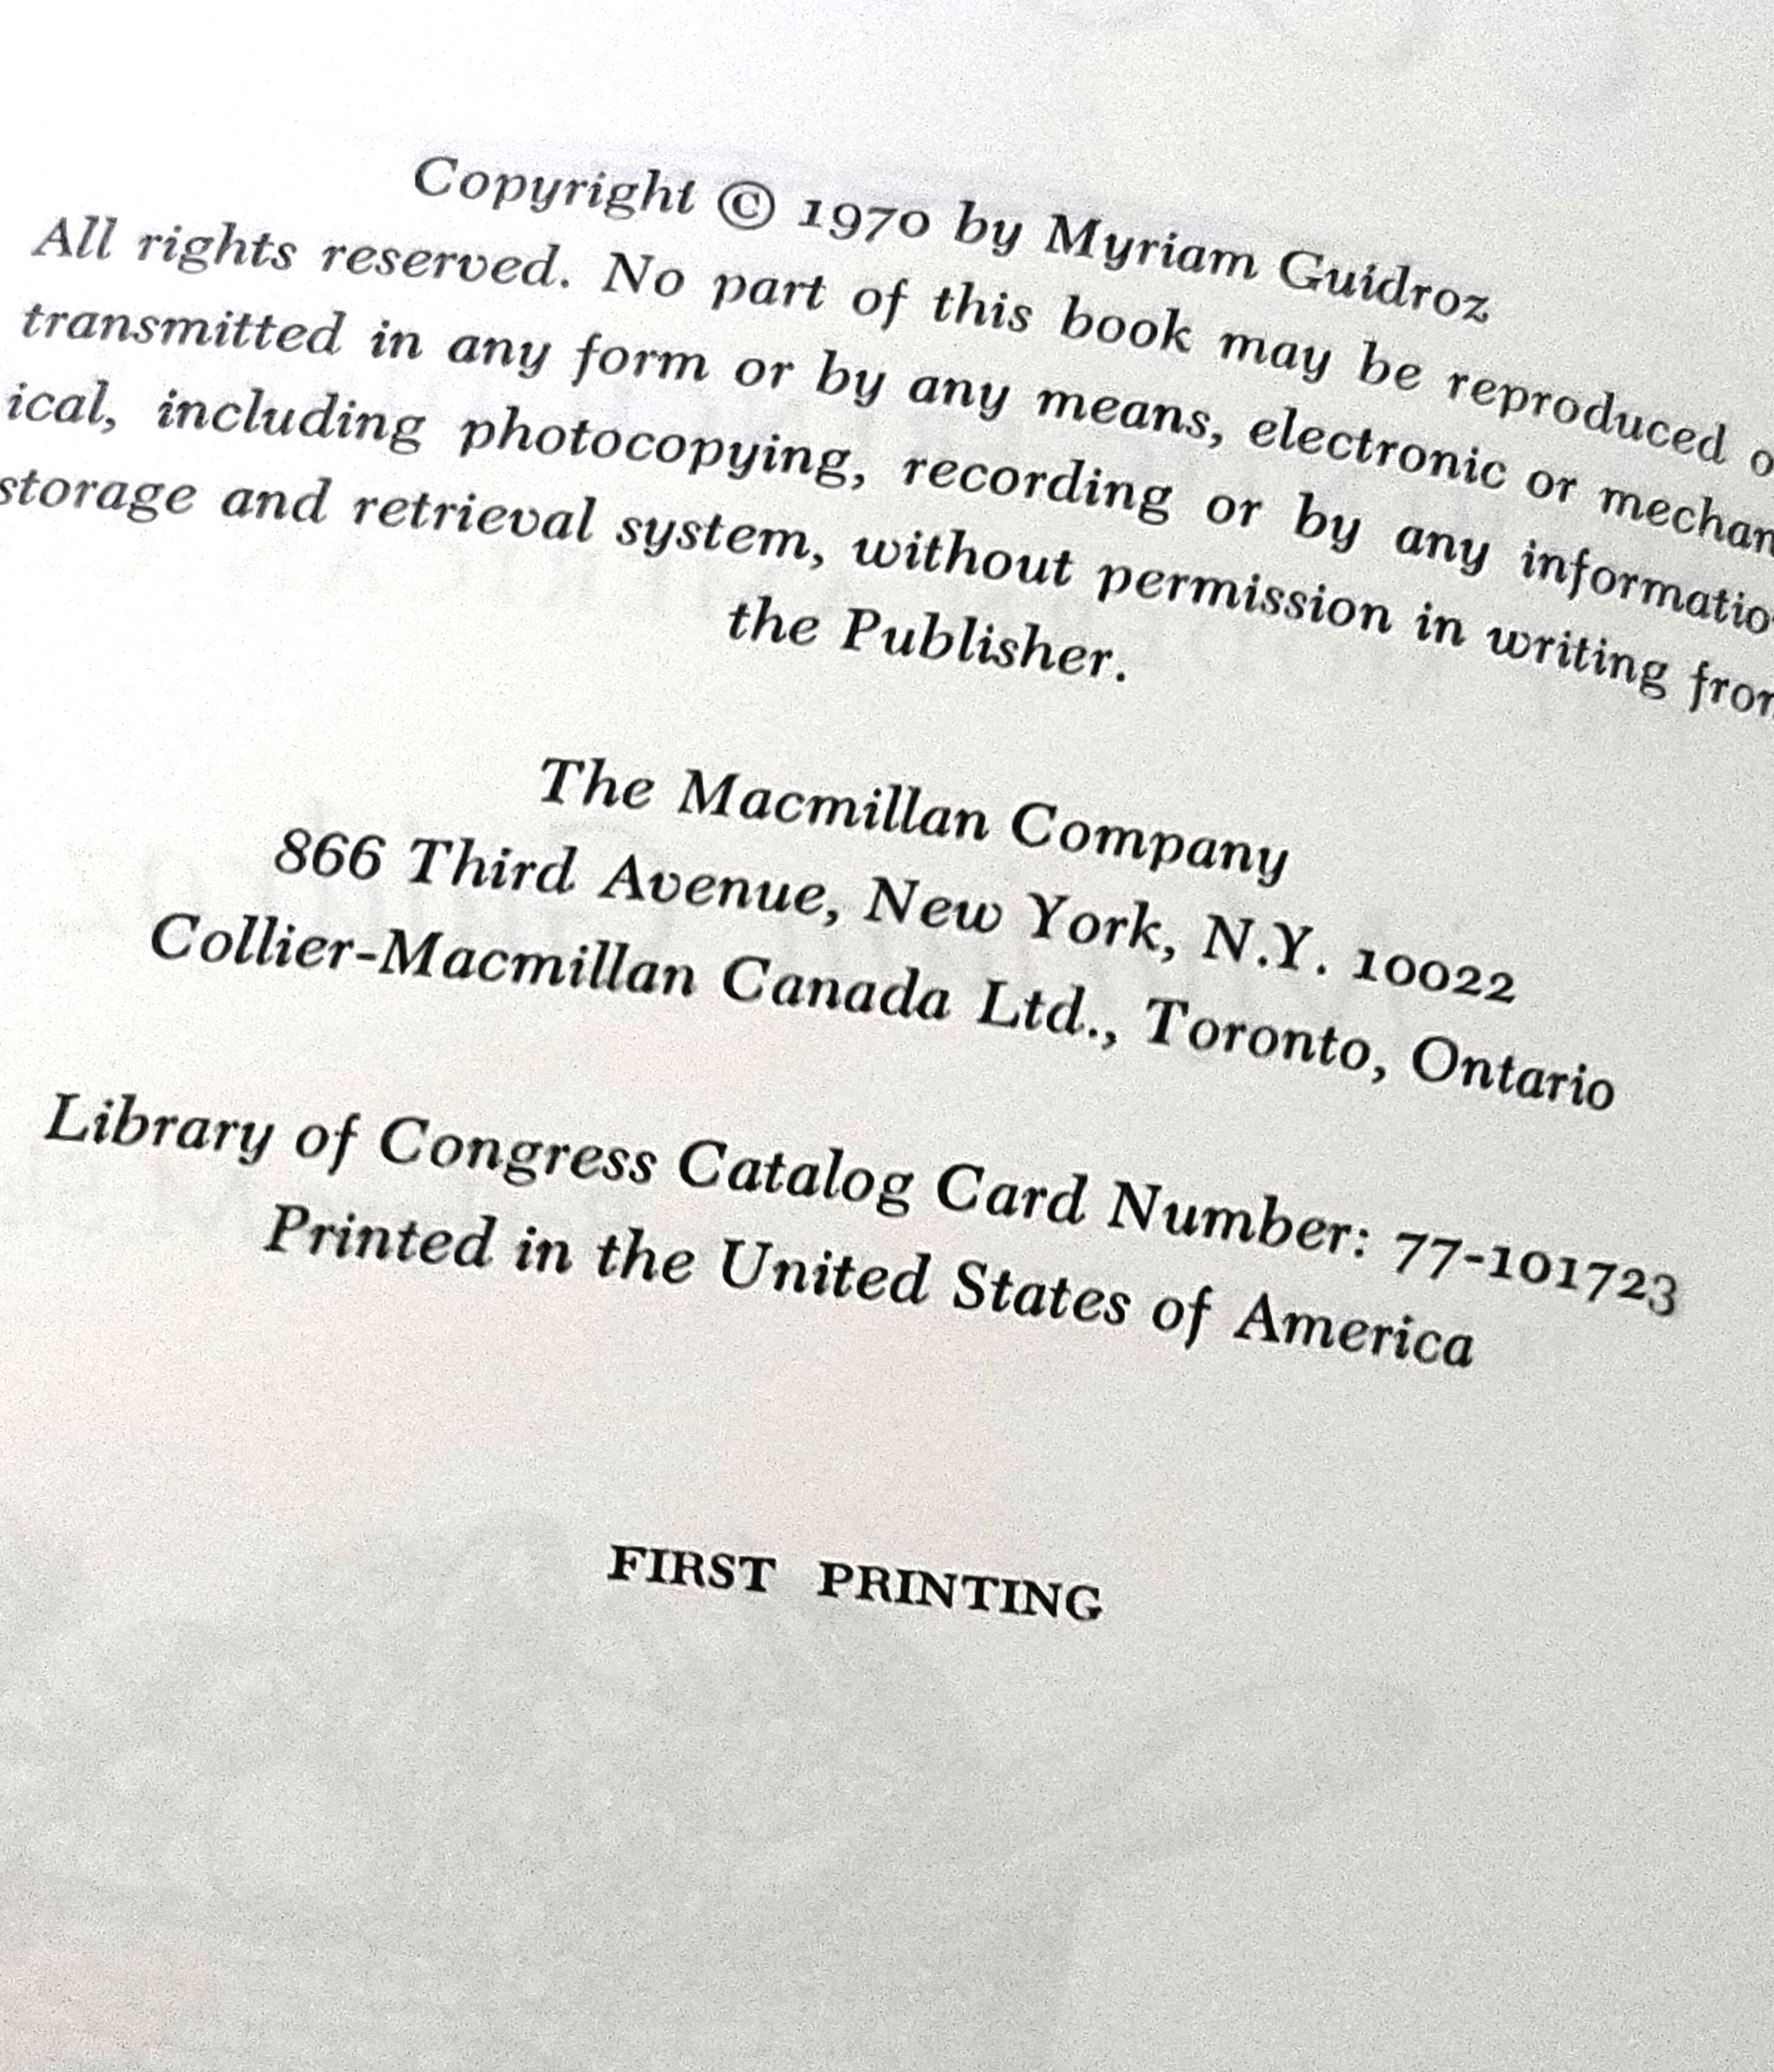 Copyright © 1970 by Myriam Guidroz
All rights reserved. No part of this book may be reproduced o
transmitted in any form or by any means, electronic or mechan
ical, including photocopying, recording or by any informatio
storage and retrieval system, without permission in writing fro
the Publisher.
The Macmillan Company
866 Third Avenue, New York, N.Y. 10022
Collier-Macmillan Canada Ltd., Toronto, Ontario
Library of Congress Catalog Card Number: 77-101723
Printed in the United States of America
FIRST PRINTING